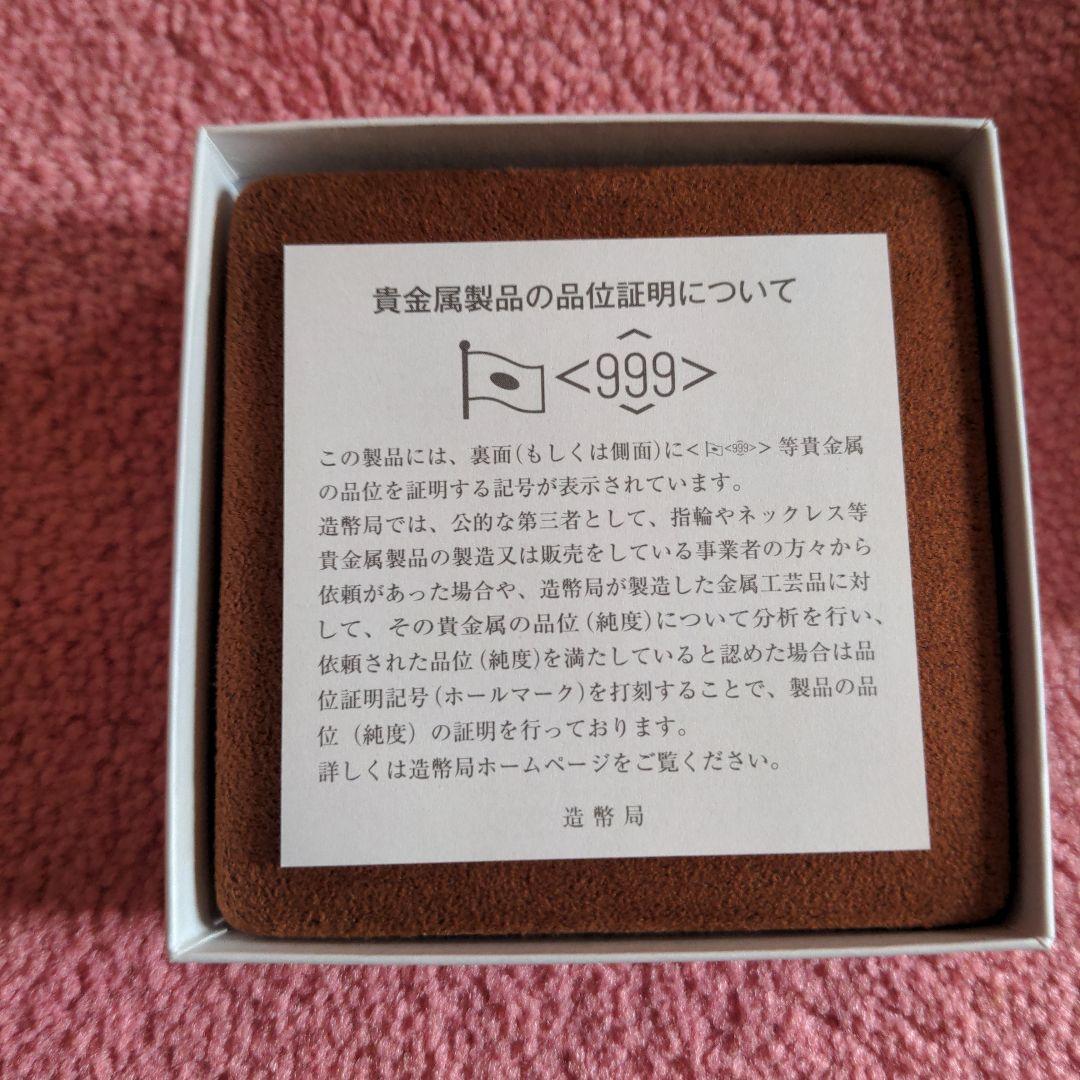 貴金属製品の品位証明について
<999>
この製品には、裏面(もしくは側面)に<<999>>等貴金属
の品位を証明する記号が表示されています。
造幣局では、公的な第三者として、指輪やネックレス等
貴金属製品の製造又は販売をしている事業者の方々から
依頼があった場合や、造幣局が製造した金属工芸品に対
して、その貴金属の品位(純度)について分析を行い、
依頼された品位(純度)を満たしていると認めた場合は品
位証明記号(ホールマーク)を打刻することで、製品の品
位（純度）の証明を行っております。
詳しくは造幣局ホームページをご覧ください。
造幣局